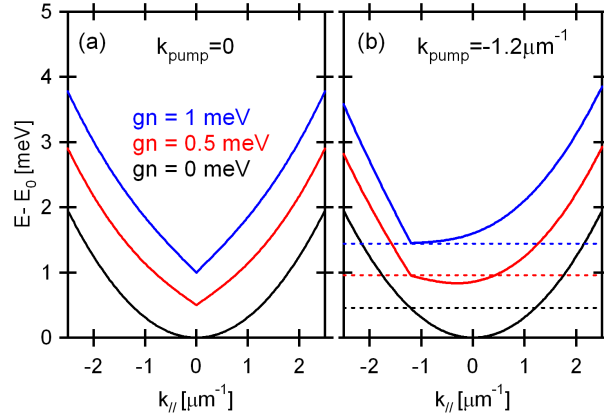 5
4
3
2
1
0
E- E0 [meV]
(a)
kpump=0
gn = 1 meV
gn = 0.5 meV
gn = 0 meV
-2 -1 0 1 2
k// [µm-1]
(b)
kpump=-1.2µm-1
-2 -1 0 1 2
k// [µm-1]